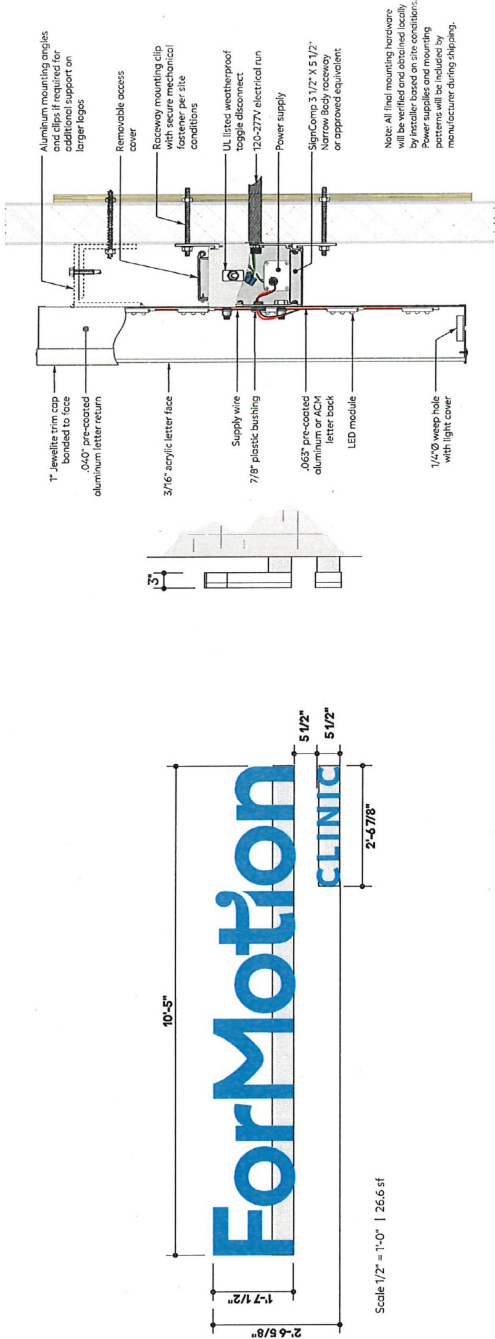 10'-5"
1'-7 1/2"
2'-6 5/8"
ForMotion
CLINIC
5 1/2"
5 1/2"
2'-6 7/8"
Scale 1/2" = 1'-0" | 26.6 sf
3"
1" Jewelite trim cap
bonded to face
.040" pre-coated
aluminum letter return
3/16" acrylic letter face
Supply wire
7/8" plastic bushing
.063" pre-coated
aluminum or ACM
letter back
LED module
1/4"Ø weep hole
with light cover
Aluminum mounting angles
and clips if required for
additional support on
larger logos
Removable access
cover
Raceway mounting clip
with secure mechanical
fastener per site
conditions
UL listed weatherproof
toggle disconnect
120-277V electrical run
Power supply
SignComp 3 1/2" X 5 1/2"
Narrow Body raceway
or approved equivalent
Note: All final mounting hardware
will be verified and obtained locally
by installer based on site conditions.
Power supplies and mounting
patterns will be included by
manufacturer during shipping.